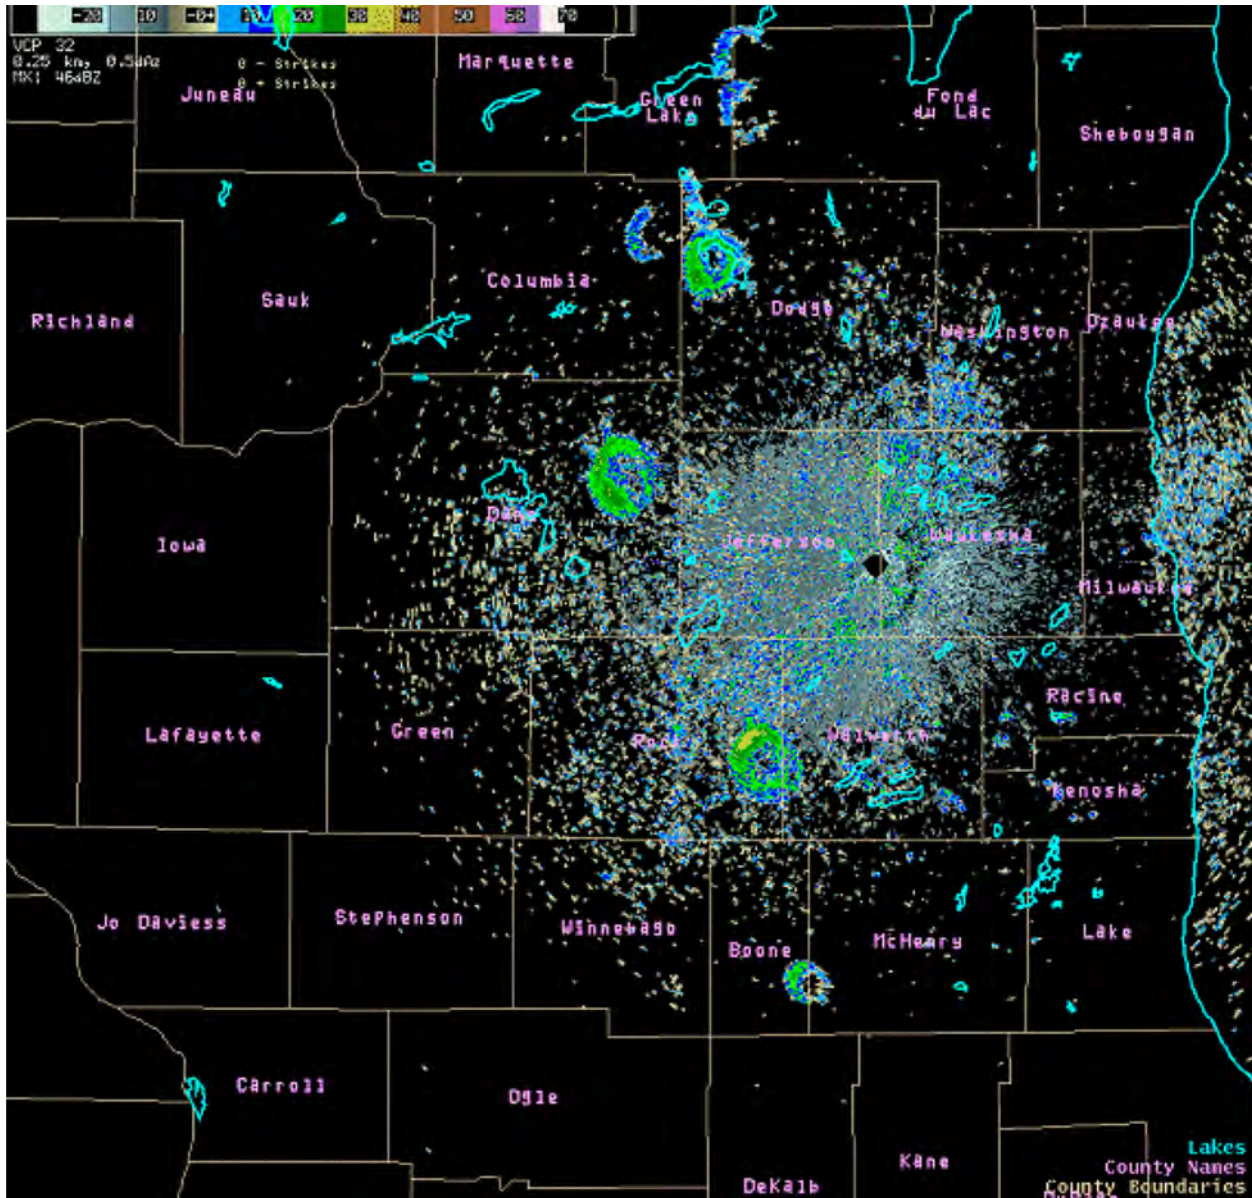 -20 10 -0+ 10 20 30 40 50 60 70
VCP 32
0.25 km, 0.5dAz
MX: 46dBZ
0 - Strikes
0 + Strikes
Marquette
Juneau
Green
Lake
Fond
du Lac
Sheboygan
Columbia
Sauk
Richland
Dodge
Washington
Ozaukee
Dane
Iowa
Jefferson
Waukesha
Milwaukee
Racine
Lafayette
Green
Rock
Walworth
Kenosha
Jo Daviess
Stephenson
Winnebago
Boone
McHenry
Lake
Carroll
Ogle
Kane
DeKalb
Lakes
County Names
County Boundaries